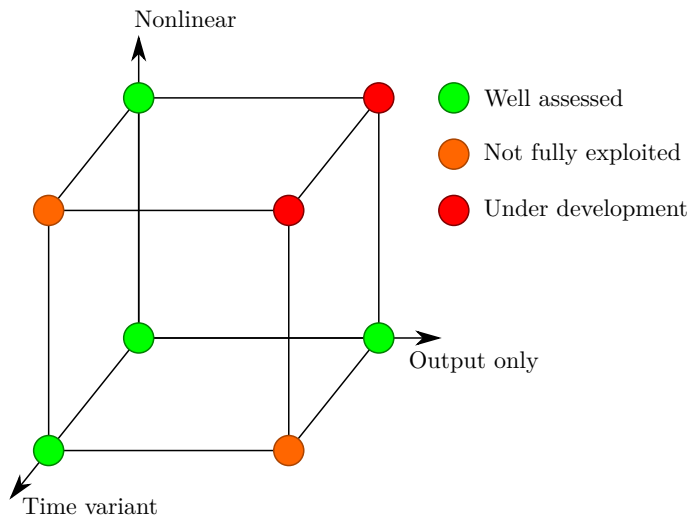 Nonlinear
Well assessed
Not fully exploited
Under development
Output only
Time variant